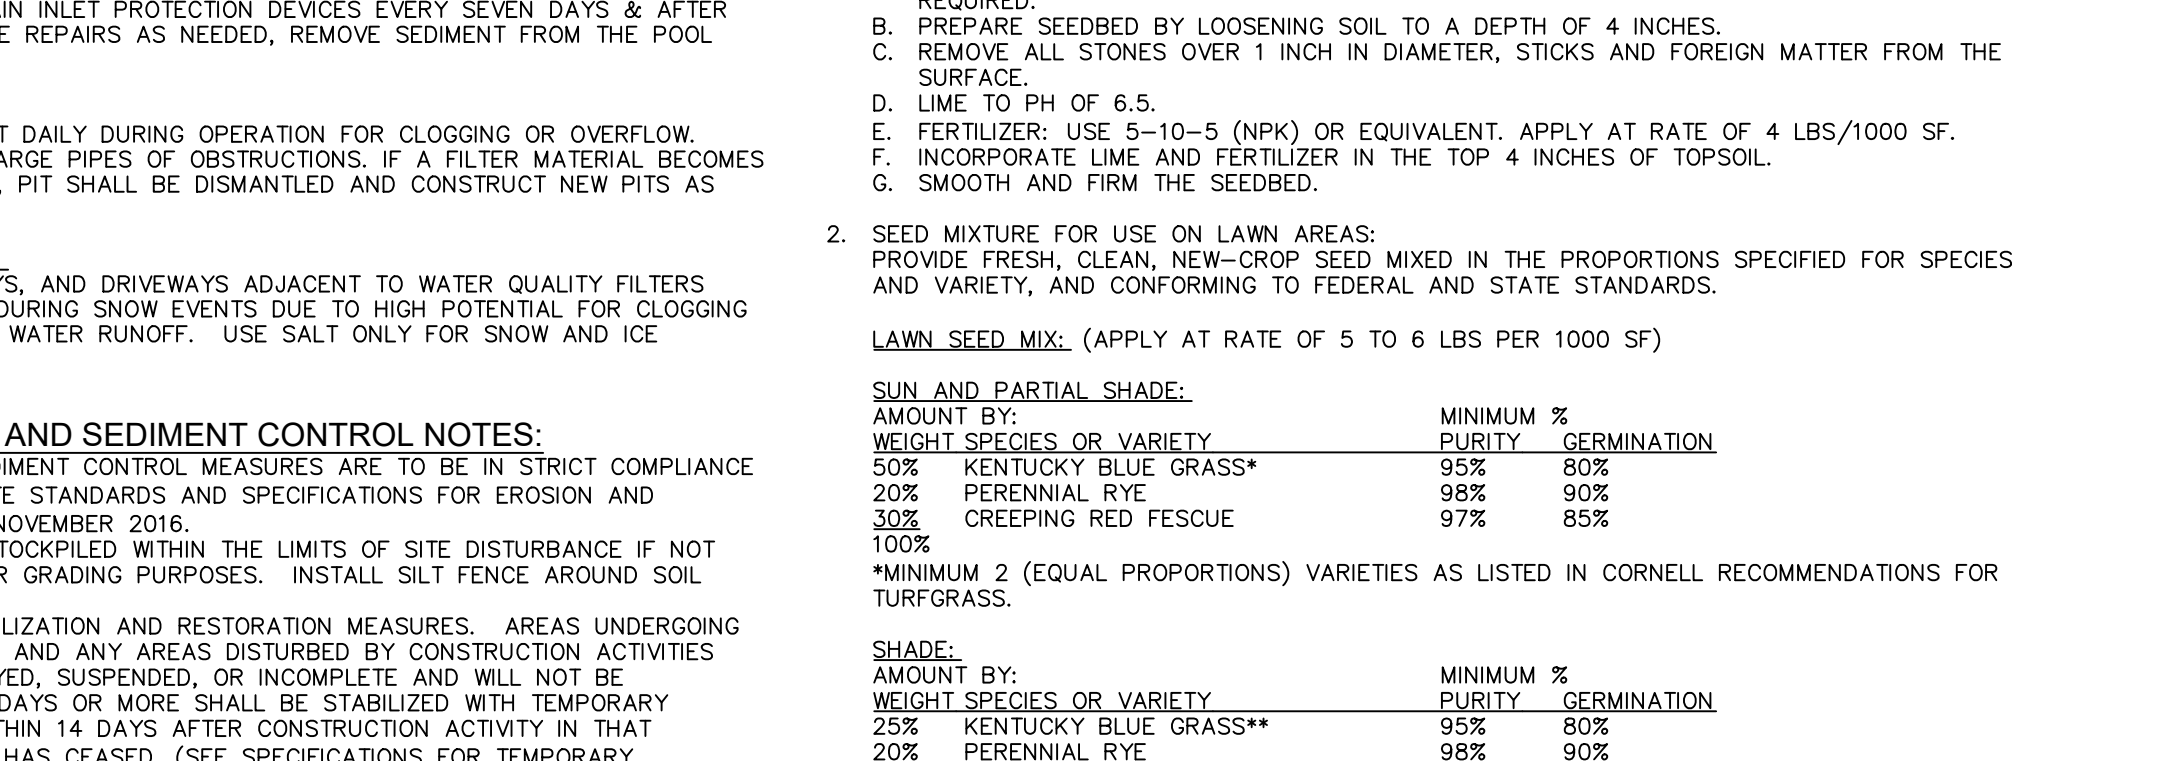 IN INLET PROTECTION DEVICES EVERY SEVEN DAYS & AFTER
REPAIRS AS NEEDED, REMOVE SEDIMENT FROM THE POOL
DAILY DURING OPERATION FOR CLOGGING OR OVERFLOW.
ARGE PIPES OF OBSTRUCTIONS. IF A FILTER MATERIAL BECOMES
, PIT SHALL BE DISMANTLED AND CONSTRUCT NEW PITS AS
YS, AND DRIVEWAYS ADJACENT TO WATER QUALITY FILTERS
DURING SNOW EVENTS DUE TO HIGH POTENTIAL FOR CLOGGING
WATER RUNOFF. USE SALT ONLY FOR SNOW AND ICE
AND SEDIMENT CONTROL NOTES:
DIMENT CONTROL MEASURES ARE TO BE IN STRICT COMPLIANCE
TE STANDARDS AND SPECIFICATIONS FOR EROSION AND
NOVEMBER 2016.
TOCKPILED WITHIN THE LIMITS OF SITE DISTURBANCE IF NOT
R GRADING PURPOSES. INSTALL SILT FENCE AROUND SOIL
LIZATION AND RESTORATION MEASURES. AREAS UNDERGOING
AND ANY AREAS DISTURBED BY CONSTRUCTION ACTIVITIES
YED, SUSPENDED, OR INCOMPLETE AND WILL NOT BE
DAYS OR MORE SHALL BE STABILIZED WITH TEMPORARY
THIN 14 DAYS AFTER CONSTRUCTION ACTIVITY IN THAT
HAS CEASED. (SEE SPECIFICATIONS FOR TEMPORARY
REQUIRED.
B. PREPARE SEEDBED BY LOOSENING SOIL TO A DEPTH OF 4 INCHES.
C. REMOVE ALL STONES OVER 1 INCH IN DIAMETER, STICKS AND FOREIGN MATTER FROM THE
SURFACE.
D. LIME TO PH OF 6.5.
E. FERTILIZER: USE 5-10-5 (NPK) OR EQUIVALENT. APPLY AT RATE OF 4 LBS/1000 SF.
F. INCORPORATE LIME AND FERTILIZER IN THE TOP 4 INCHES OF TOPSOIL.
G. SMOOTH AND FIRM THE SEEDBED.
2. SEED MIXTURE FOR USE ON LAWN AREAS:
PROVIDE FRESH, CLEAN, NEW-CROP SEED MIXED IN THE PROPORTIONS SPECIFIED FOR SPECIES
AND VARIETY, AND CONFORMING TO FEDERAL AND STATE STANDARDS.
LAWN SEED MIX: (APPLY AT RATE OF 5 TO 6 LBS PER 1000 SF)
SUN AND PARTIAL SHADE:
AMOUNT BY: MINIMUM %
WEIGHT SPECIES OR VARIETY PURITY GERMINATION
50% KENTUCKY BLUE GRASS* 95% 80%
20% PERENNIAL RYE 98% 90%
30% CREEPING RED FESCUE 97% 85%
100%
*MINIMUM 2 (EQUAL PROPORTIONS) VARIETIES AS LISTED IN CORNELL RECOMMENDATIONS FOR
TURFGRASS.
SHADE:
AMOUNT BY: MINIMUM %
WEIGHT SPECIES OR VARIETY PURITY GERMINATION
25% KENTUCKY BLUE GRASS** 95% 80%
20% PERENNIAL RYE 98% 90%